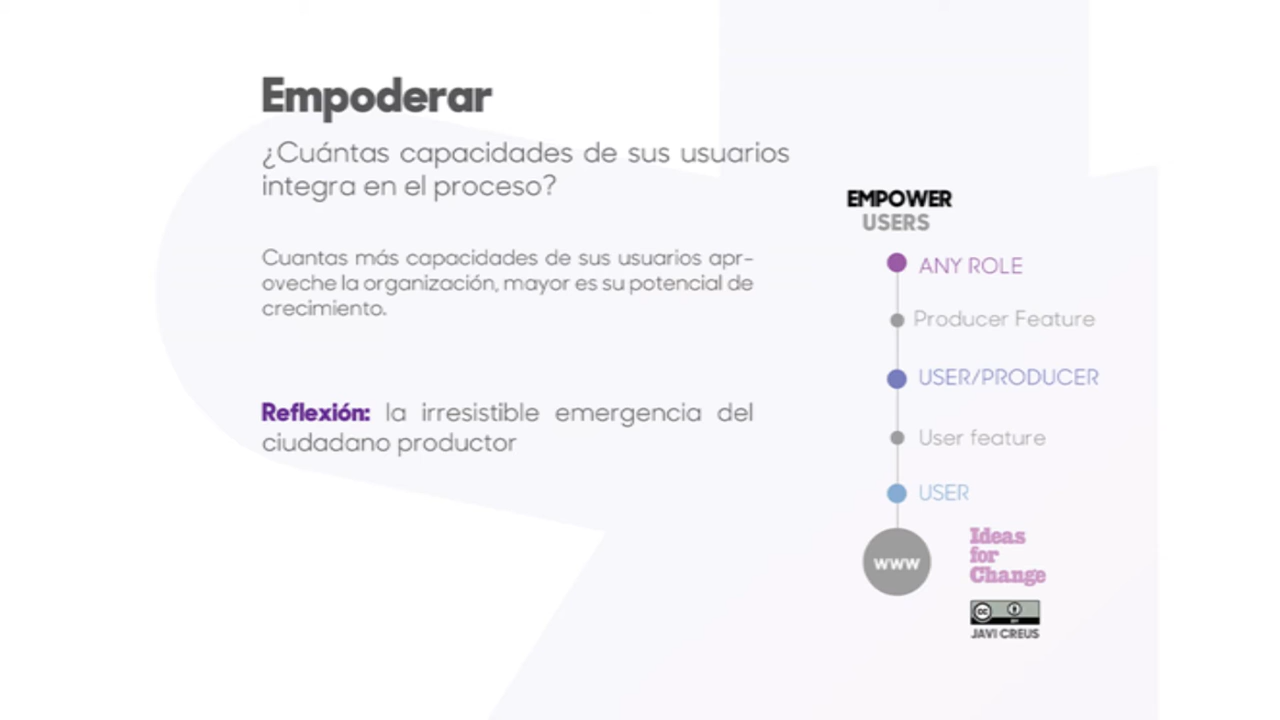 Empoderar
¿Cuántas capacidades de sus usuarios
integra en el proceso?
Cuantas más capacidades de sus usuarios apr-
oveche la organización, mayor es su potencial de
crecimiento.
Reflexión: la irresistible emergencia del
ciudadano productor
EMPOWER
USERS
ANY ROLE
Producer Feature
USER/PRODUCER
User feature
USER
www
Ideas
for
Change
cc
BY
JAVI CREUS